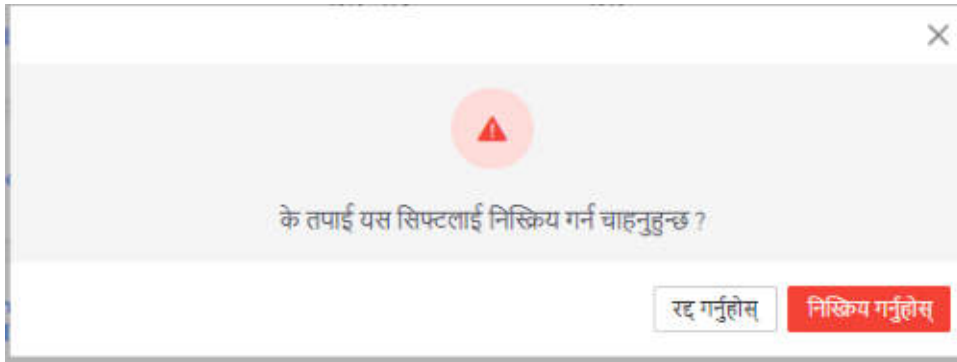 के तपाई यस सिफ्टलाई निस्क्रिय गर्न चाहनुहुन्छ ?
रद्द गर्नुहोस्
निस्क्रिय गर्नुहोस्